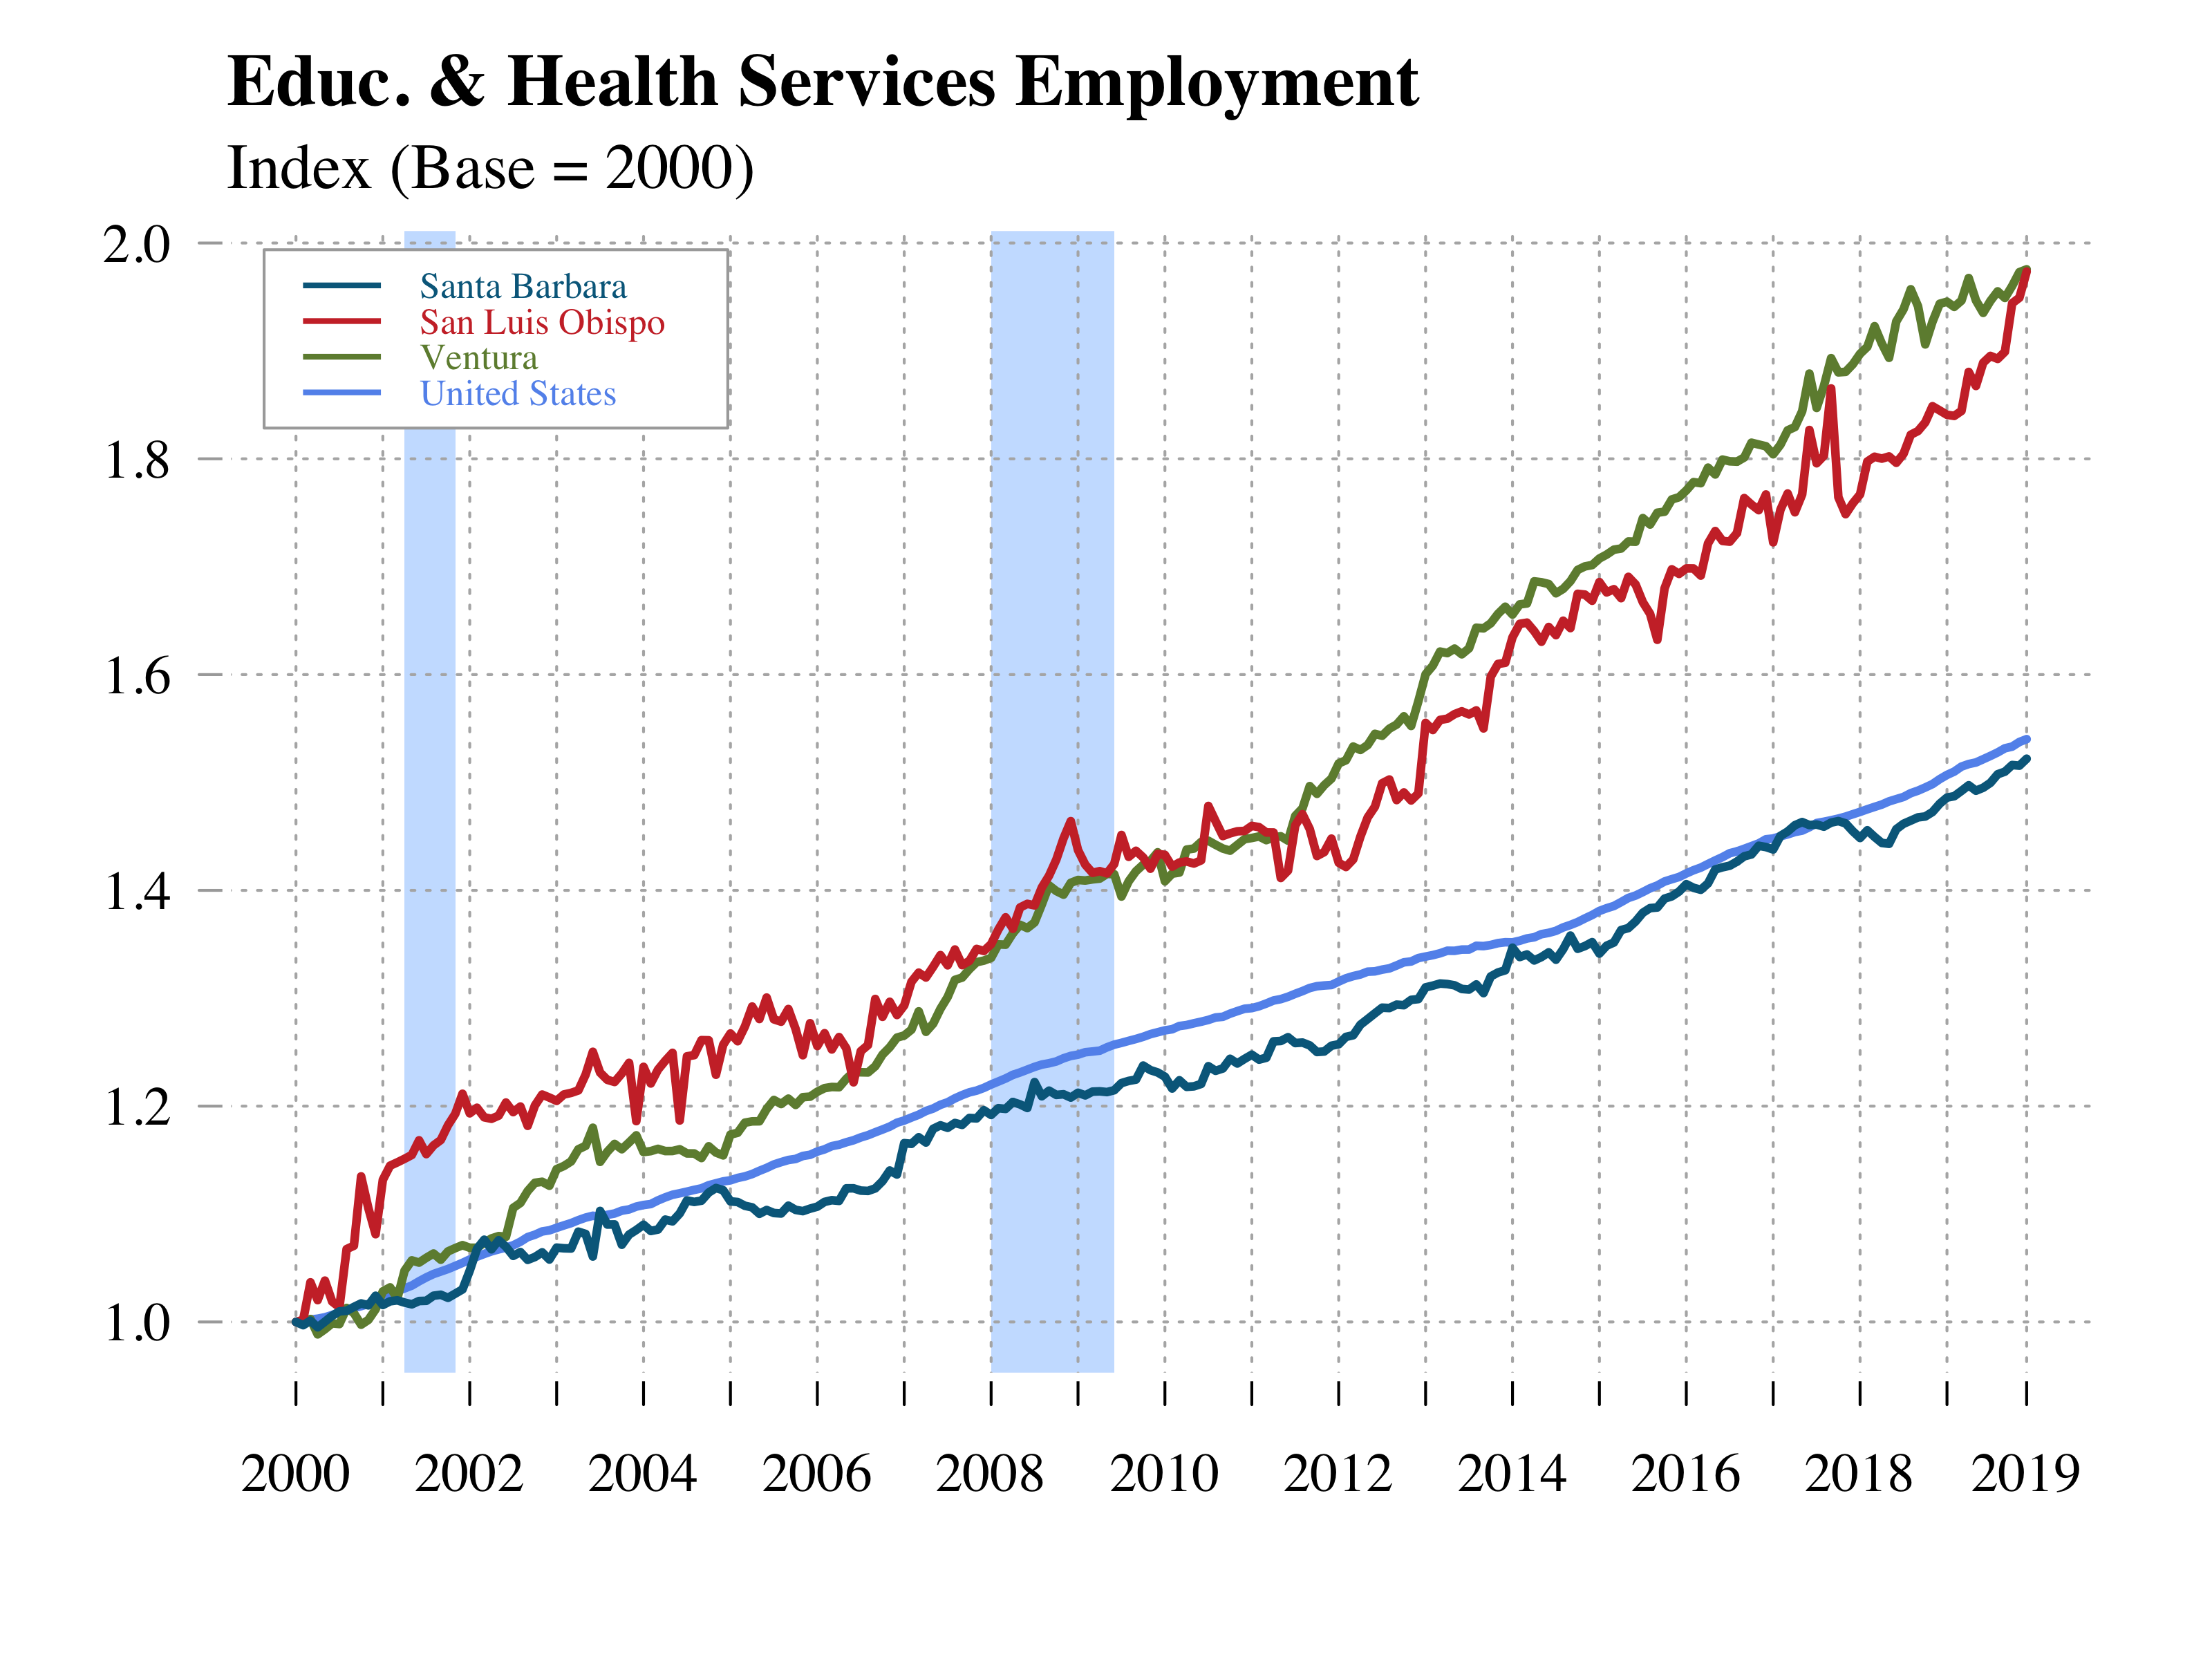 Educ. & Health Services Employment
Index (Base = 2000)
2.0
Santa Barbara
San Luis Obispo
Ventura
United States
1.8
1.6
1.4
1.2
1.0
2000 2002 2004 2006 2008 2010 2012 2014 2016 2018 2019